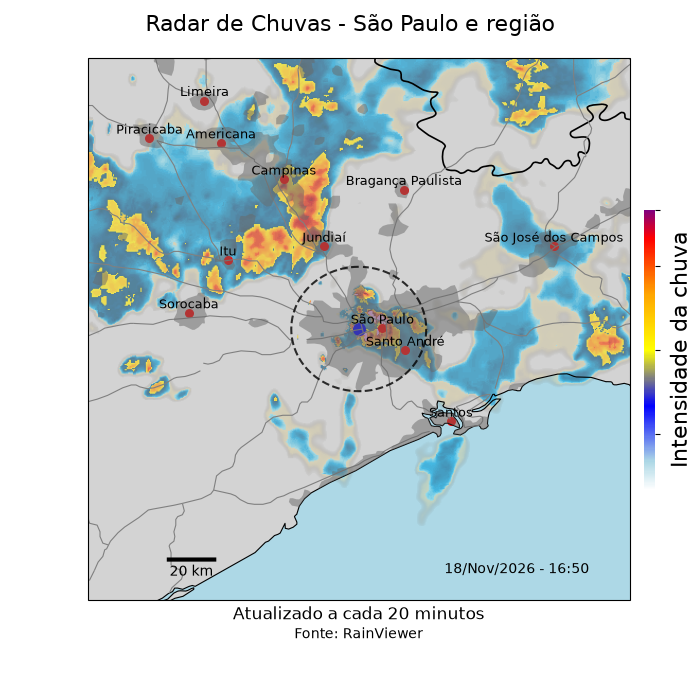 Radar de Chuvas - São Paulo e região
Limeira
Piracicaba
Americana
Campinas
Bragança Paulista
Jundiaí
São José dos Campos
Itu
Sorocaba
São Paulo
Santo André
Santos
Intensidade da chuva
20 km
18/Nov/2026 - 16:50
Atualizado a cada 20 minutos
Fonte: RainViewer